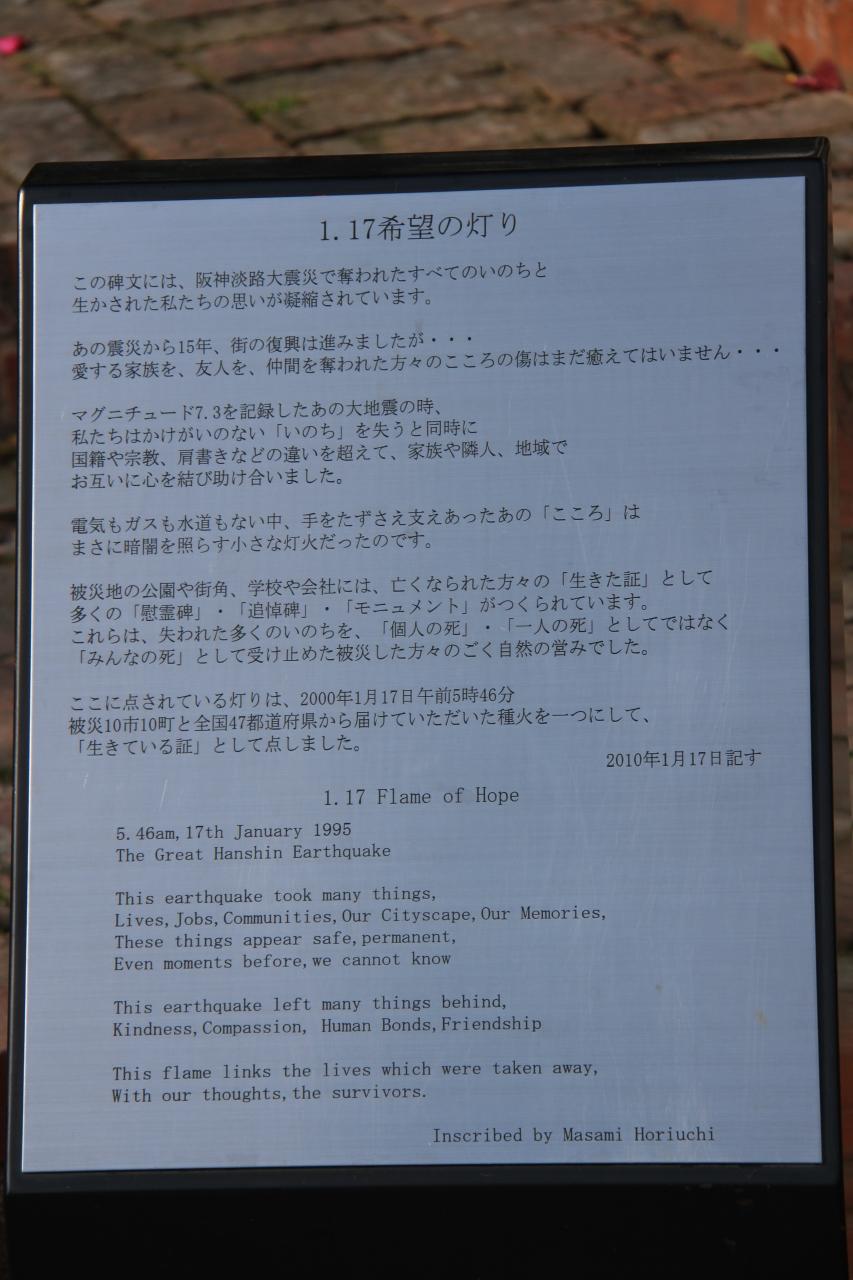 1.17希望の灯り
この碑文には、阪神淡路大震災で奪われたすべてのいのちと
生かされた私たちの思いが凝縮されています。
あの震災から15年、街の復興は進みましたが・・・
愛する家族を、友人を、仲間を奪われた方々のこころの傷はまだ癒えてはいません・・・
マグニチュード7.3を記録したあの大地震の時、
私たちはかけがいのない「いのち」を失うと同時に
国籍や宗教、肩書きなどの違いを超えて、家族や隣人、地域で
お互いに心を結び助け合いました。
電気もガスも水道もない中、手をたずさえ支えあったあの「こころ」は
まさに暗闇を照らす小さな灯火だったのです。
被災地の公園や街角、学校や会社には、亡くなられた方々の「生きた証」として
多くの「慰霊碑」・「追悼碑」・「モニュメント」がつくられています。
これらは、失われた多くのいのちを、「個人の死」・「一人の死」としてではなく
「みんなの死」として受け止めた被災した方々のごく自然の営みでした。
ここに点されている灯りは、2000年1月17日午前5時46分
被災10市10町と全国47都道府県から届けていただいた種火を一つにして、
「生きている証」として点しました。
2010年1月17日記す
1.17 Flame of Hope
5.46am,17th January 1995
The Great Hanshin Earthquake
This earthquake took many things,
Lives,Jobs,Communities,Our Cityscape,Our Memories,
These things appear safe,permanent,
Even moments before,we cannot know
This earthquake left many things behind,
Kindness,Compassion, Human Bonds,Friendship
This flame links the lives which were taken away,
With our thoughts,the survivors.
Inscribed by Masami Horiuchi